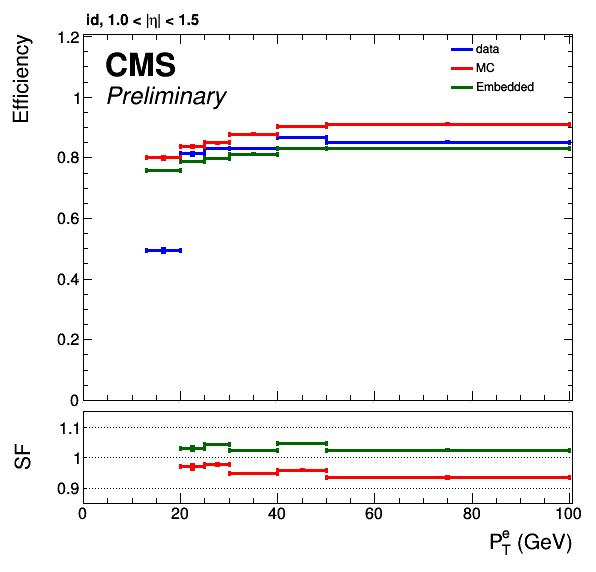 id, 1.0 < |η| < 1.5
1.2
1
0.8
0.6
0.4
0.2
0
Efficiency
CMS
Preliminary
data
MC
Embedded
1.1
1
0.9
SF
0 20 40 60 80 100
P_T^e (GeV)